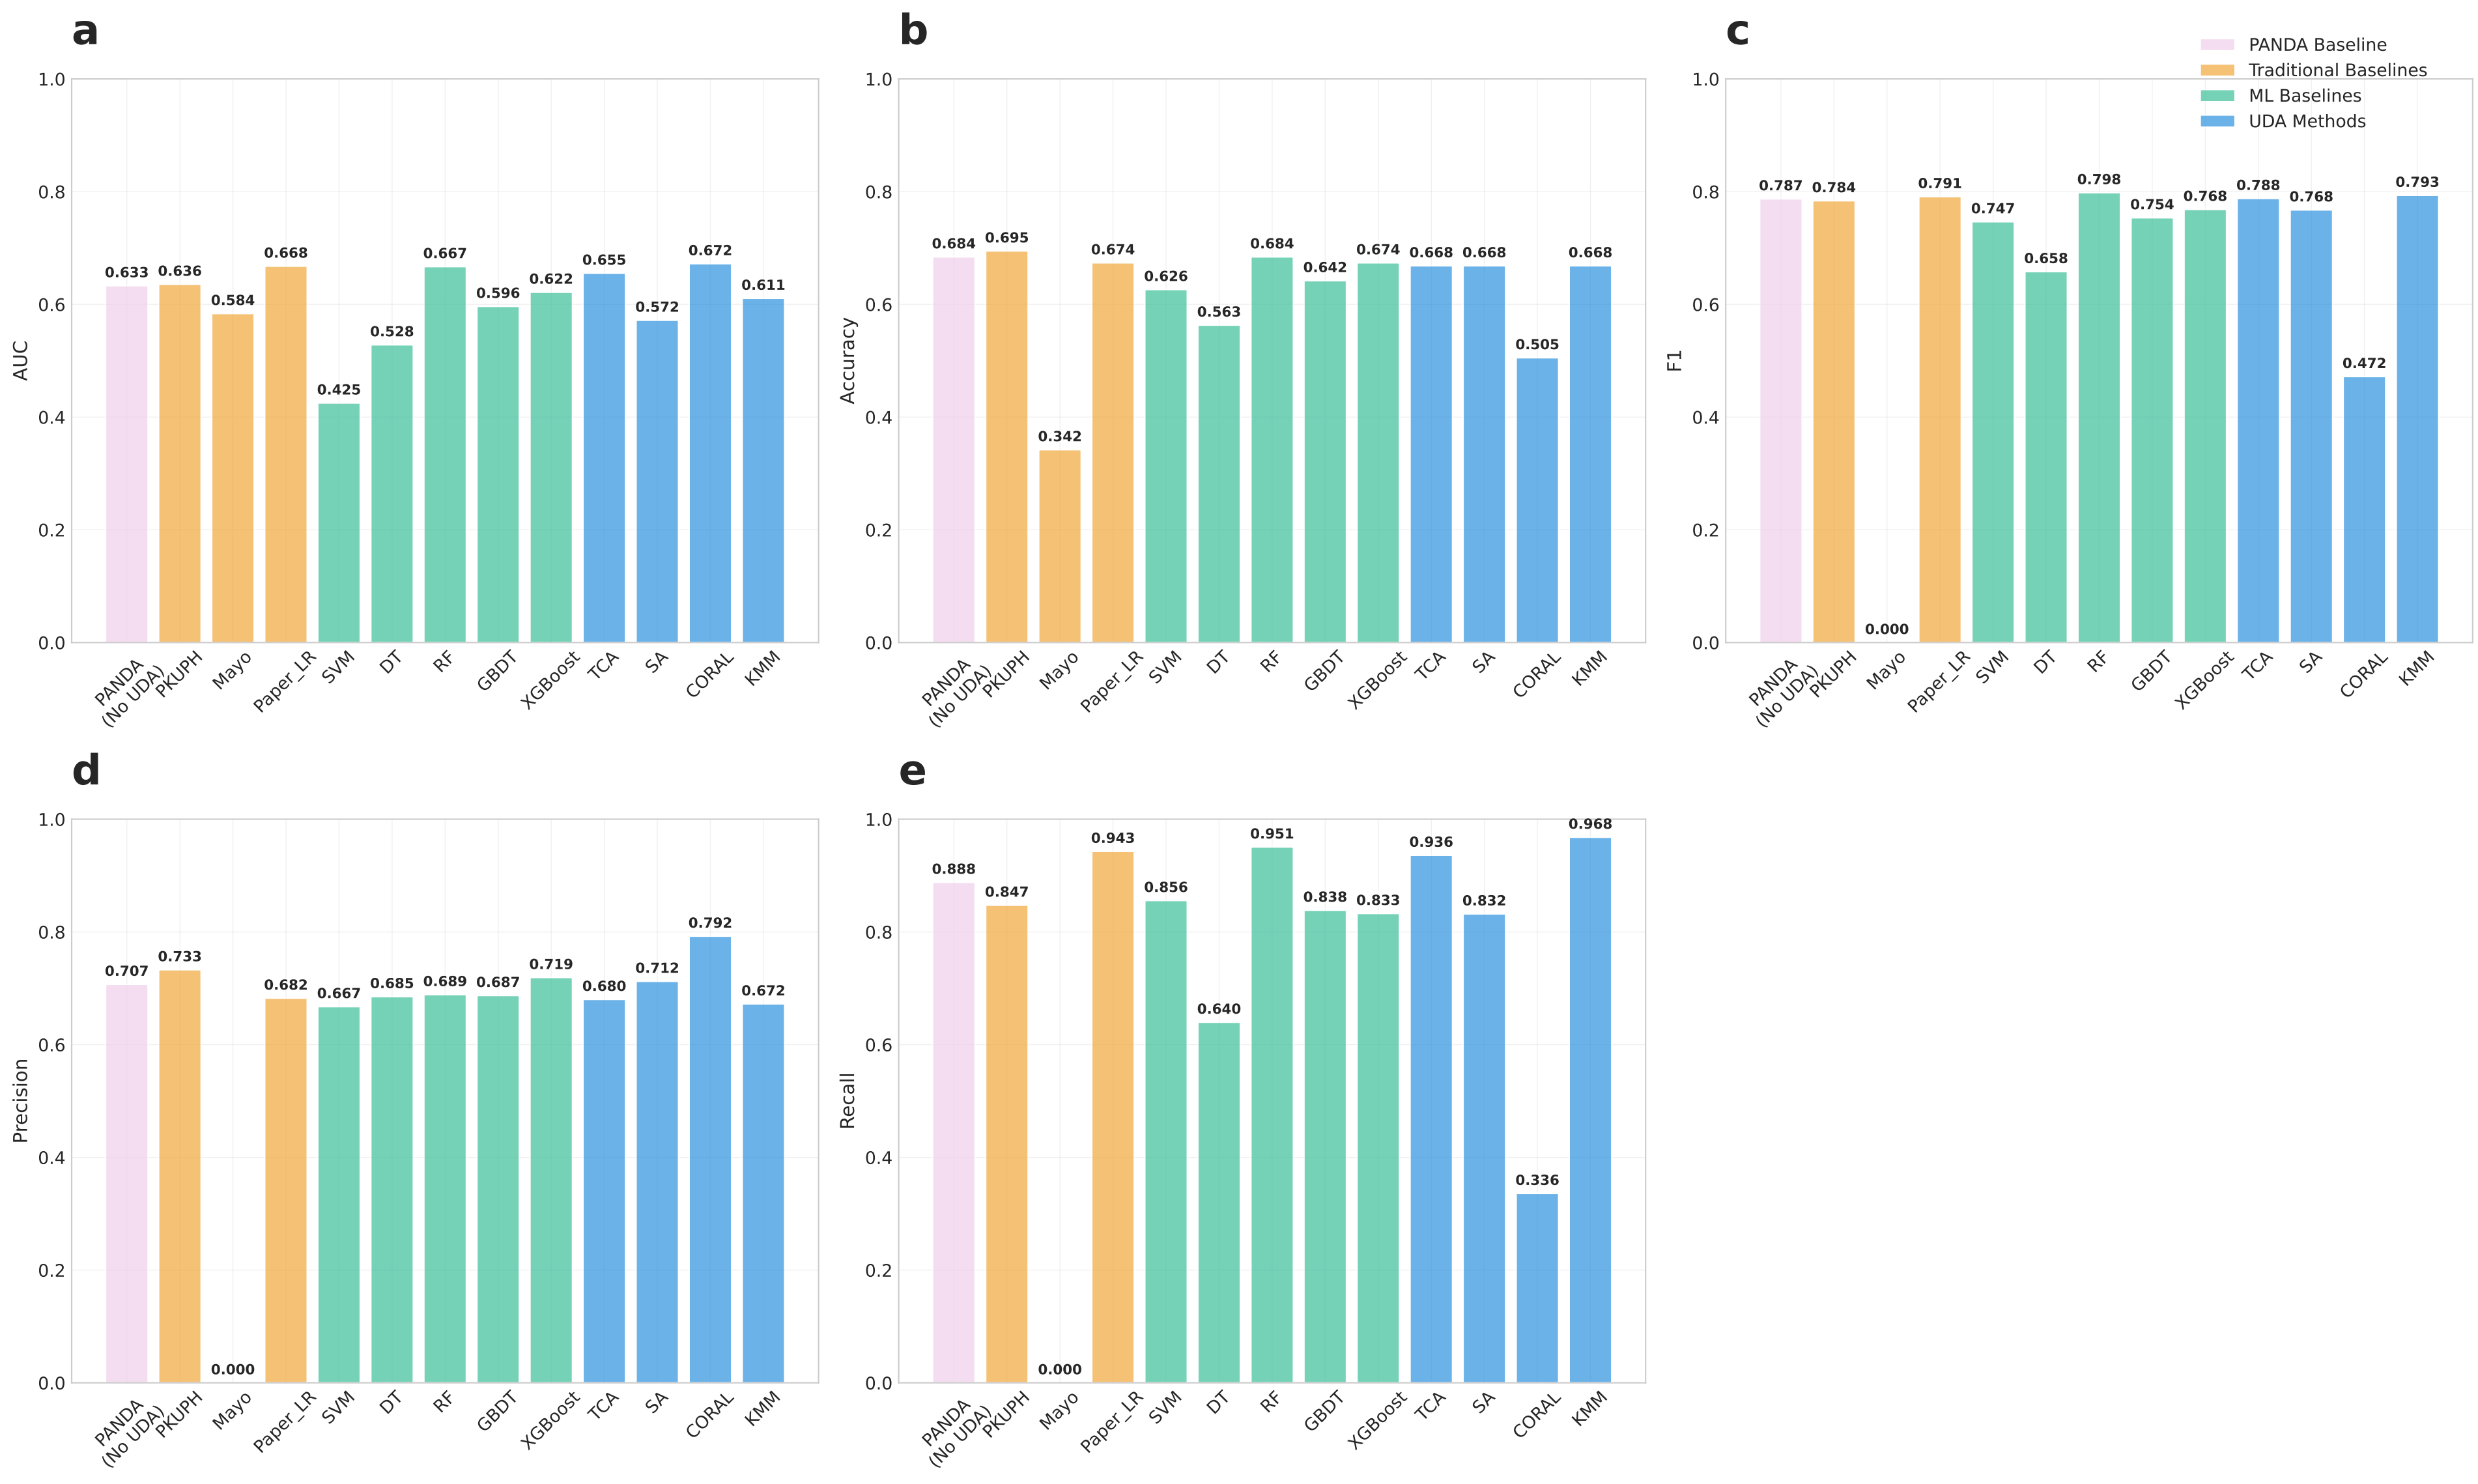 a
1.0
0.8
0.6
0.4
0.2
0.0
AUC
0.633
0.636
0.584
0.668
0.425
0.528
0.667
0.596
0.622
0.655
0.572
0.672
0.611
PANDA
(No UDA)
PKUPH
Mayo
Paper_LR
SVM
DT
RF
GBDT
XGBoost
TCA
SA
CORAL
KMM
b
1.0
0.8
0.6
0.4
0.2
0.0
Accuracy
0.684
0.695
0.342
0.674
0.626
0.563
0.684
0.642
0.674
0.668
0.668
0.505
0.668
PANDA
(No UDA)
PKUPH
Mayo
Paper_LR
SVM
DT
RF
GBDT
XGBoost
TCA
SA
CORAL
KMM
c
PANDA Baseline
Traditional Baselines
ML Baselines
UDA Methods
1.0
0.8
0.6
0.4
0.2
0.0
F1
0.787
0.784
0.000
0.791
0.747
0.658
0.798
0.754
0.768
0.788
0.768
0.472
0.793
PANDA
(No UDA)
PKUPH
Mayo
Paper_LR
SVM
DT
RF
GBDT
XGBoost
TCA
SA
CORAL
KMM
d
1.0
0.8
0.6
0.4
0.2
0.0
Precision
0.707
0.733
0.000
0.682
0.667
0.685
0.689
0.687
0.719
0.680
0.712
0.792
0.672
PANDA
(No UDA)
PKUPH
Mayo
Paper_LR
SVM
DT
RF
GBDT
XGBoost
TCA
SA
CORAL
KMM
e
1.0
0.8
0.6
0.4
0.2
0.0
Recall
0.888
0.847
0.000
0.943
0.856
0.640
0.951
0.838
0.833
0.936
0.832
0.336
0.968
PANDA
(No UDA)
PKUPH
Mayo
Paper_LR
SVM
DT
RF
GBDT
XGBoost
TCA
SA
CORAL
KMM